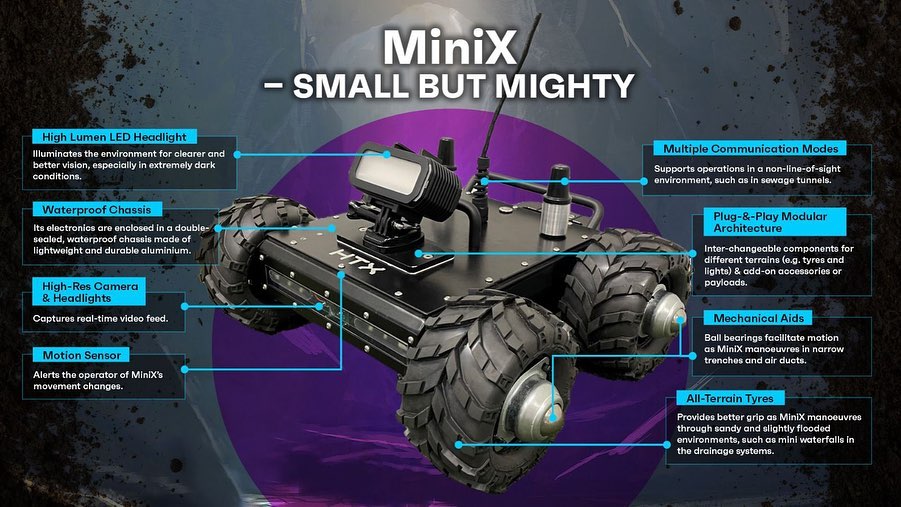 MiniX
– SMALL BUT MIGHTY
High Lumen LED Headlight
Illuminates the environment for clearer and
better vision, especially in extremely dark
conditions.
Waterproof Chassis
Its electronics are enclosed in a double-
sealed, waterproof chassis made of
lightweight and durable aluminium.
High-Res Camera
& Headlights
Captures real-time video feed.
Motion Sensor
Alerts the operator of MiniX's
movement changes.
HTX
Multiple Communication Modes
Supports operations in a non-line-of-sight
environment, such as in sewage tunnels.
Plug-&-Play Modular
Architecture
Inter-changeable components for
different terrains (e.g. tyres and
lights) & add-on accessories or
payloads.
Mechanical Aids
Ball bearings facilitate motion
as MiniX manoeuvres in narrow
trenches and air ducts.
All-Terrain Tyres
Provides better grip as MiniX manoeuvres
through sandy and slightly flooded
environments, such as mini waterfalls in
the drainage systems.